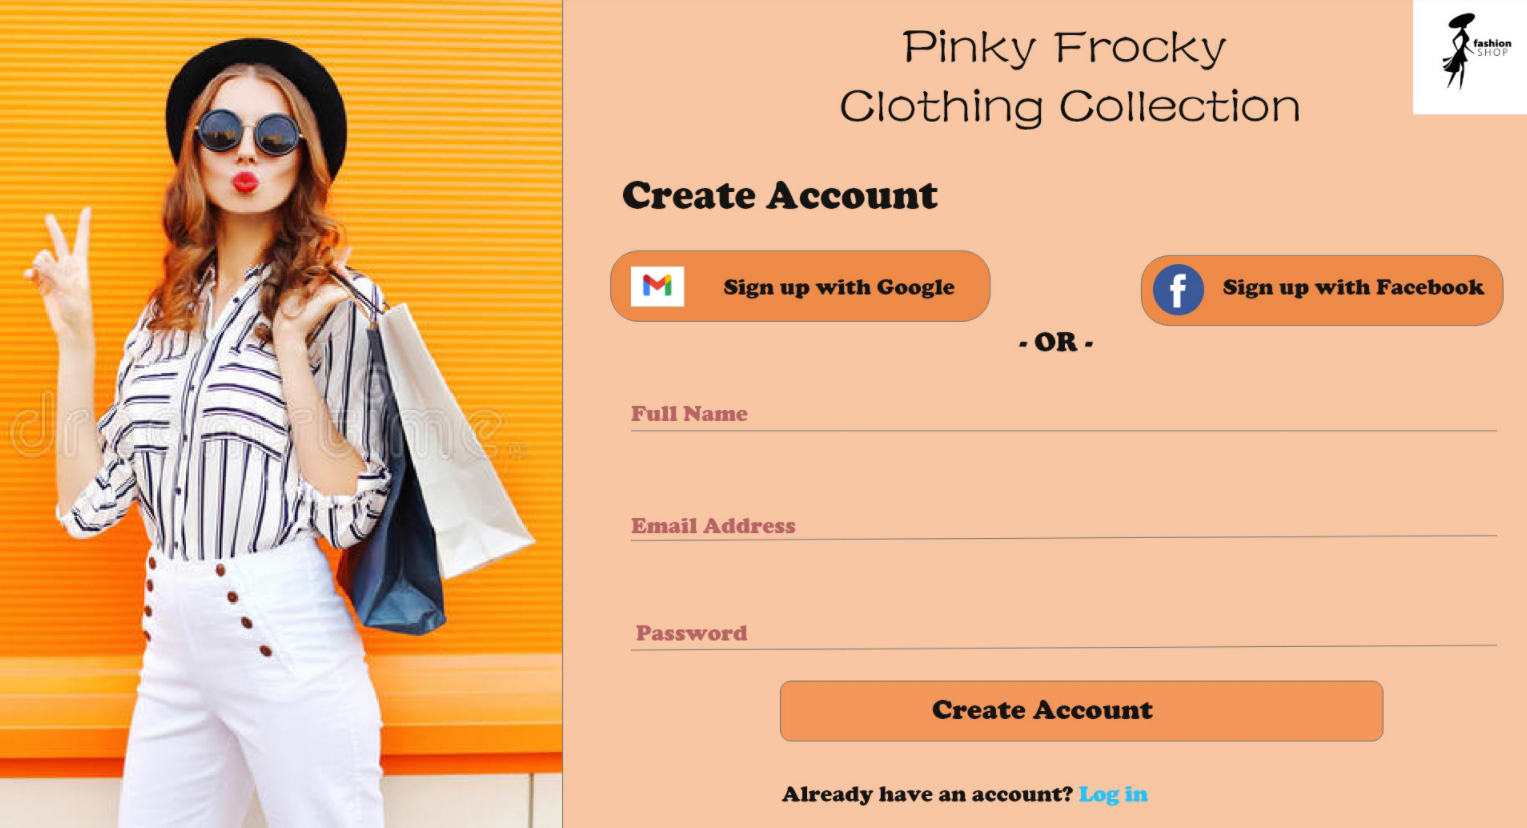 Pinky Frocky
Clothing Collection
fashion
SHOP
Create Account
Sign up with Google
Sign up with Facebook
- OR -
Full Name
Email Address
Password
Create Account
Already have an account? Log in
dreamstime